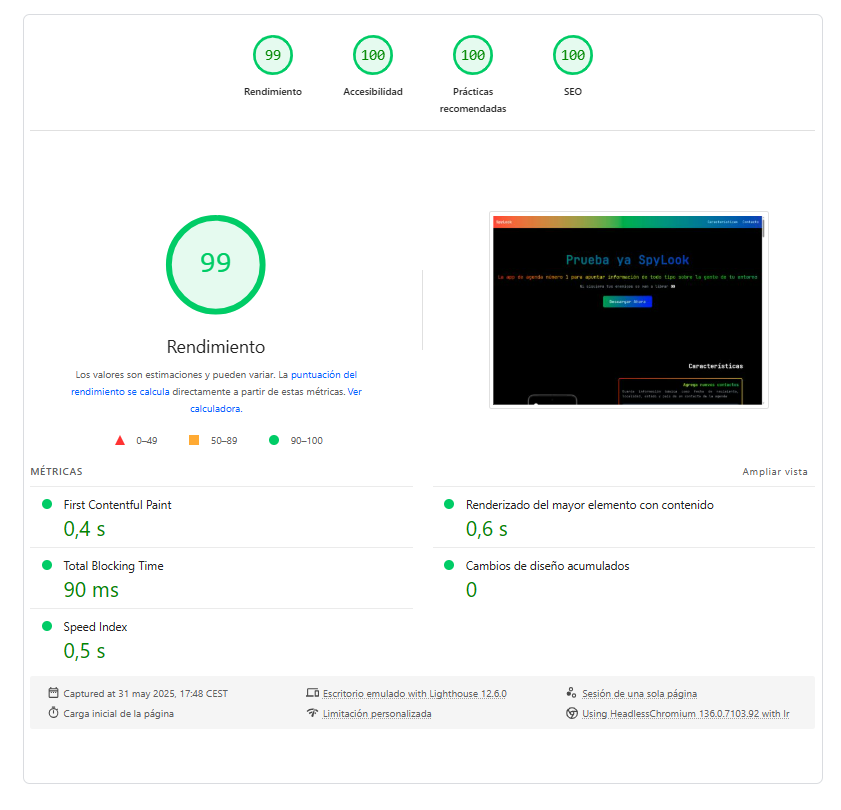 99
100
100
100
Rendimiento
Accesibilidad
Prácticas
recomendadas
SEO
99
Rendimiento
Los valores son estimaciones y pueden variar. La puntuación del
rendimiento se calcula directamente a partir de estas métricas. Ver
calculadora.
0–49
50–89
90–100
SpyLook
Características Contacto
Prueba ya SpyLook
La app de agenda número 1 para apuntar información de todo tipo sobre la gente de tu entorno
Descargar Ahora
Características
Agrega nuevos contactos
MÉTRICAS
Ampliar vista
First Contentful Paint
0,4 s
Renderizado del mayor elemento con contenido
0,6 s
Total Blocking Time
90 ms
Cambios de diseño acumulados
0
Speed Index
0,5 s
Captured at 31 may 2025, 17:48 CEST
Escritorio emulado with Lighthouse 12.6.0
Sesión de una sola página
Carga inicial de la página
Limitación personalizada
Using HeadlessChromium 136.0.7103.92 with lr